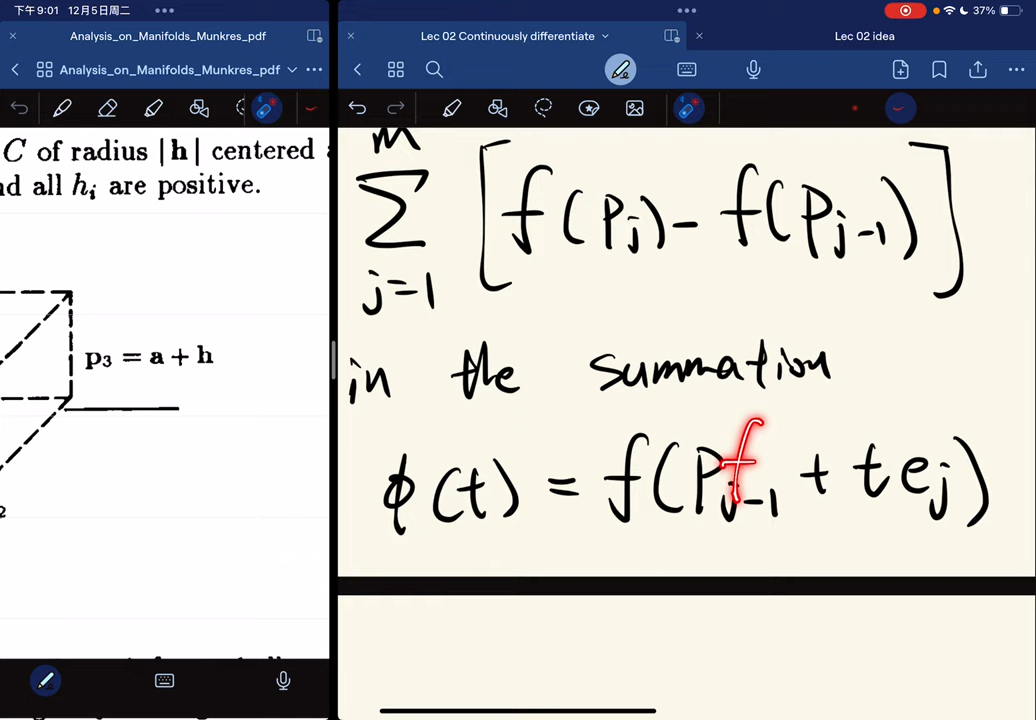 下午9:01 12月5日周二
37%
Analysis_on_Manifolds_Munkres_pdf
Lec 02 Continuously differentiate
Lec 02 idea
Analysis_on_Manifolds_Munkres_pdf
C of radius |h| centered
nd all hᵢ are positive.
p₃ = a + h
m
∑ [f(Pⱼ) - f(Pⱼ₋₁)]
j=1
in the summation
ϕ(t) = f(Pⱼ₋₁ + teⱼ)
f